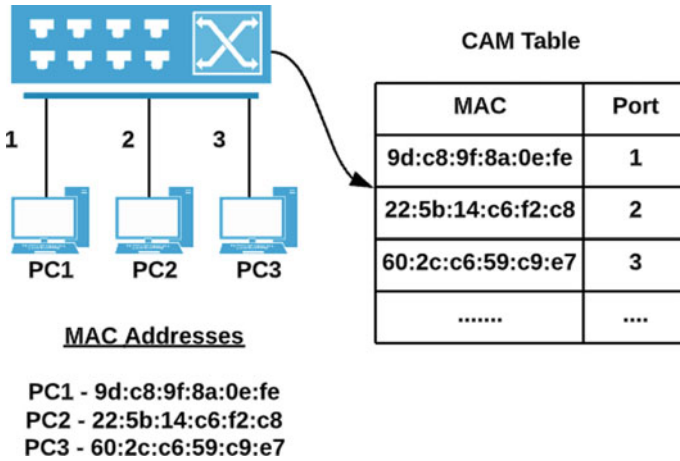 CAM Table
1 2 3
PC1 PC2 PC3
MAC Port
9d:c8:9f:8a:0e:fe 1
22:5b:14:c6:f2:c8 2
60:2c:c6:59:c9:e7 3
....... ....
MAC Addresses
PC1 - 9d:c8:9f:8a:0e:fe
PC2 - 22:5b:14:c6:f2:c8
PC3 - 60:2c:c6:59:c9:e7